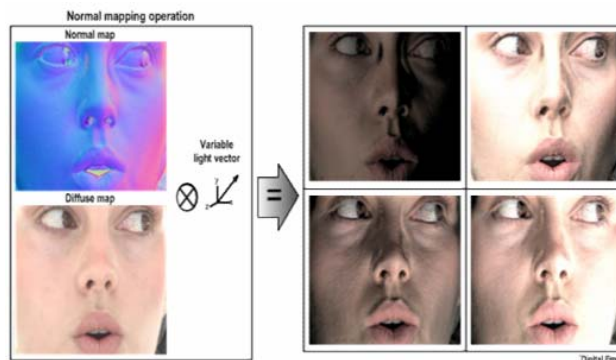 Normal mapping operation
Normal map
Variable
light vector
y
z
=
Diffuse map